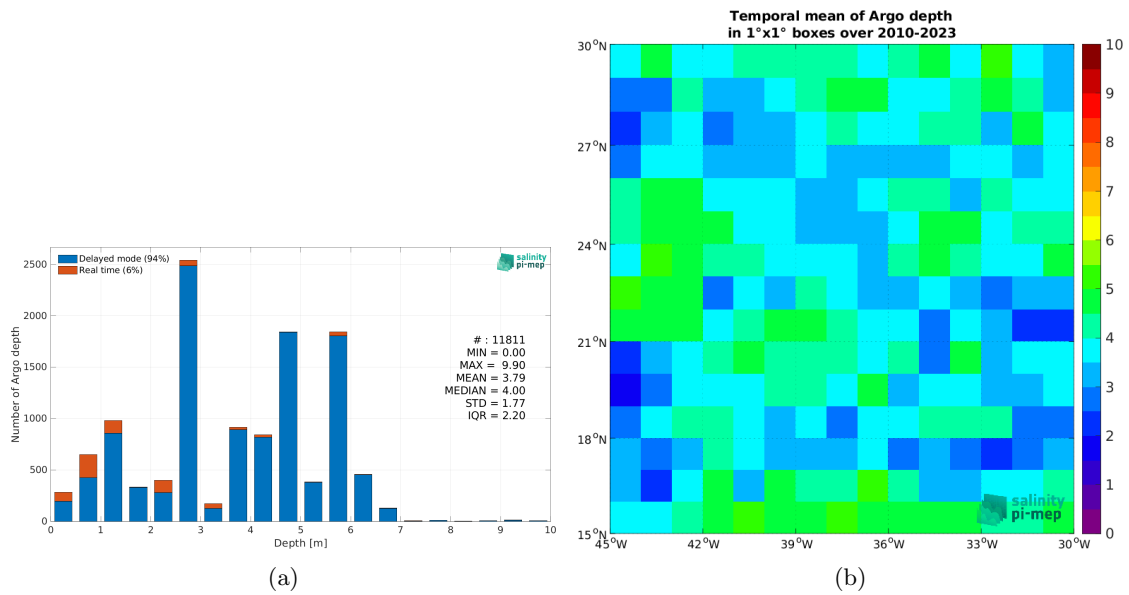 Delayed mode (94%)
Real time (6%)
salinity
pi-mep
Number of Argo depth
2500
2000
1500
1000
500
0
# : 11811
MIN = 0.00
MAX = 9.90
MEAN = 3.79
MEDIAN = 4.00
STD = 1.77
IQR = 2.20
0 1 2 3 4 5 6 7 8 9 10
Depth [m]
(a)
Temporal mean of Argo depth
in 1°x1° boxes over 2010-2023
30°N
27°N
24°N
21°N
18°N
15°N
45°W 42°W 39°W 36°W 33°W 30°W
salinity
pi-mep
10
9
8
7
6
5
4
3
2
1
0
(b)